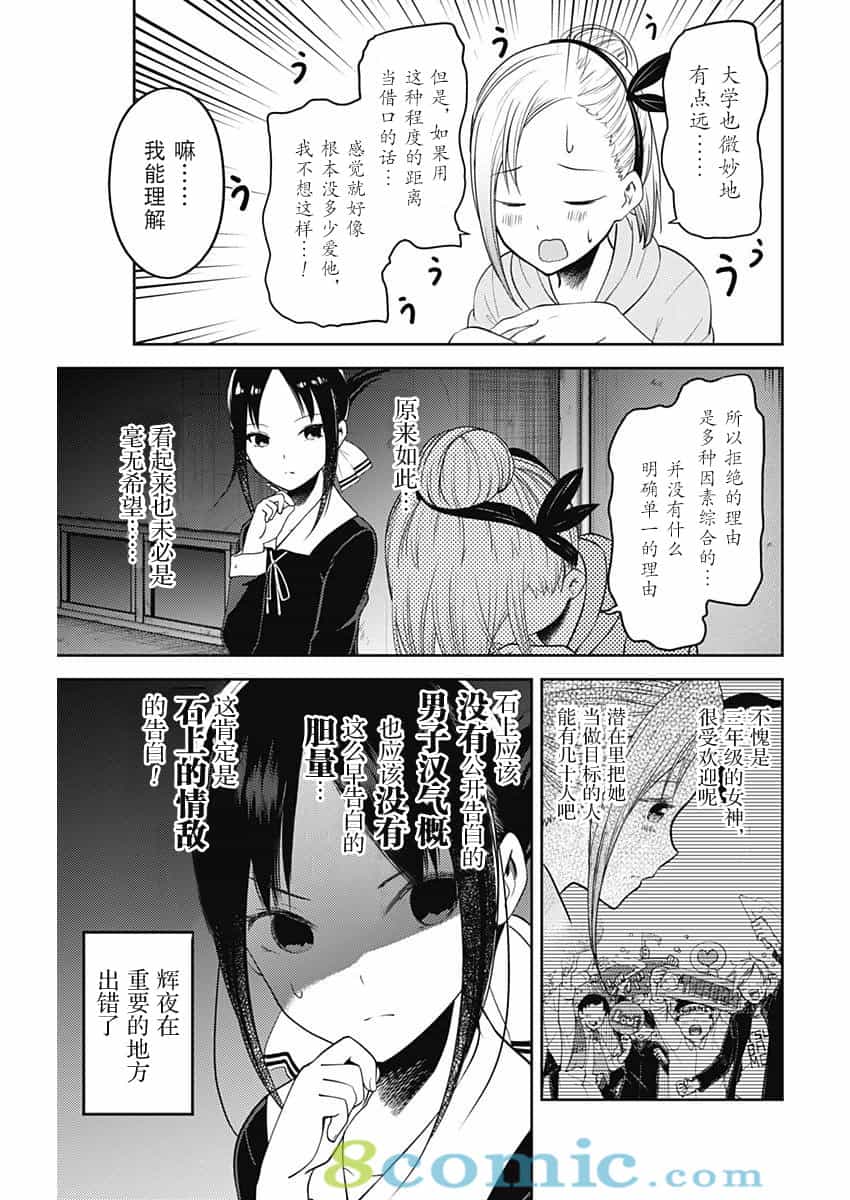 大学也微妙地
有点远……
但是，如果用
这种程度的距离
当借口的话…
感觉就好像
根本没多少爱他，
我不想这样…！
嘛……
我能理解
う
う
う
う
う
う
所以拒绝的理由
是多种因素综合的…
并没有什么
明确单一的理由
原来如此…
看起来也未必是
毫无希望……
不愧是
三年级的女神，
很受欢迎呢
潜在里把她
当做目标的人
能有几十人吧
石上应该
没有公开告白的
男子汉气概
也应该没有
这么早告白的
胆量…
这肯定是
石上的情敌
的告白！
辉夜在
重要的地方
出错了
8comic.com